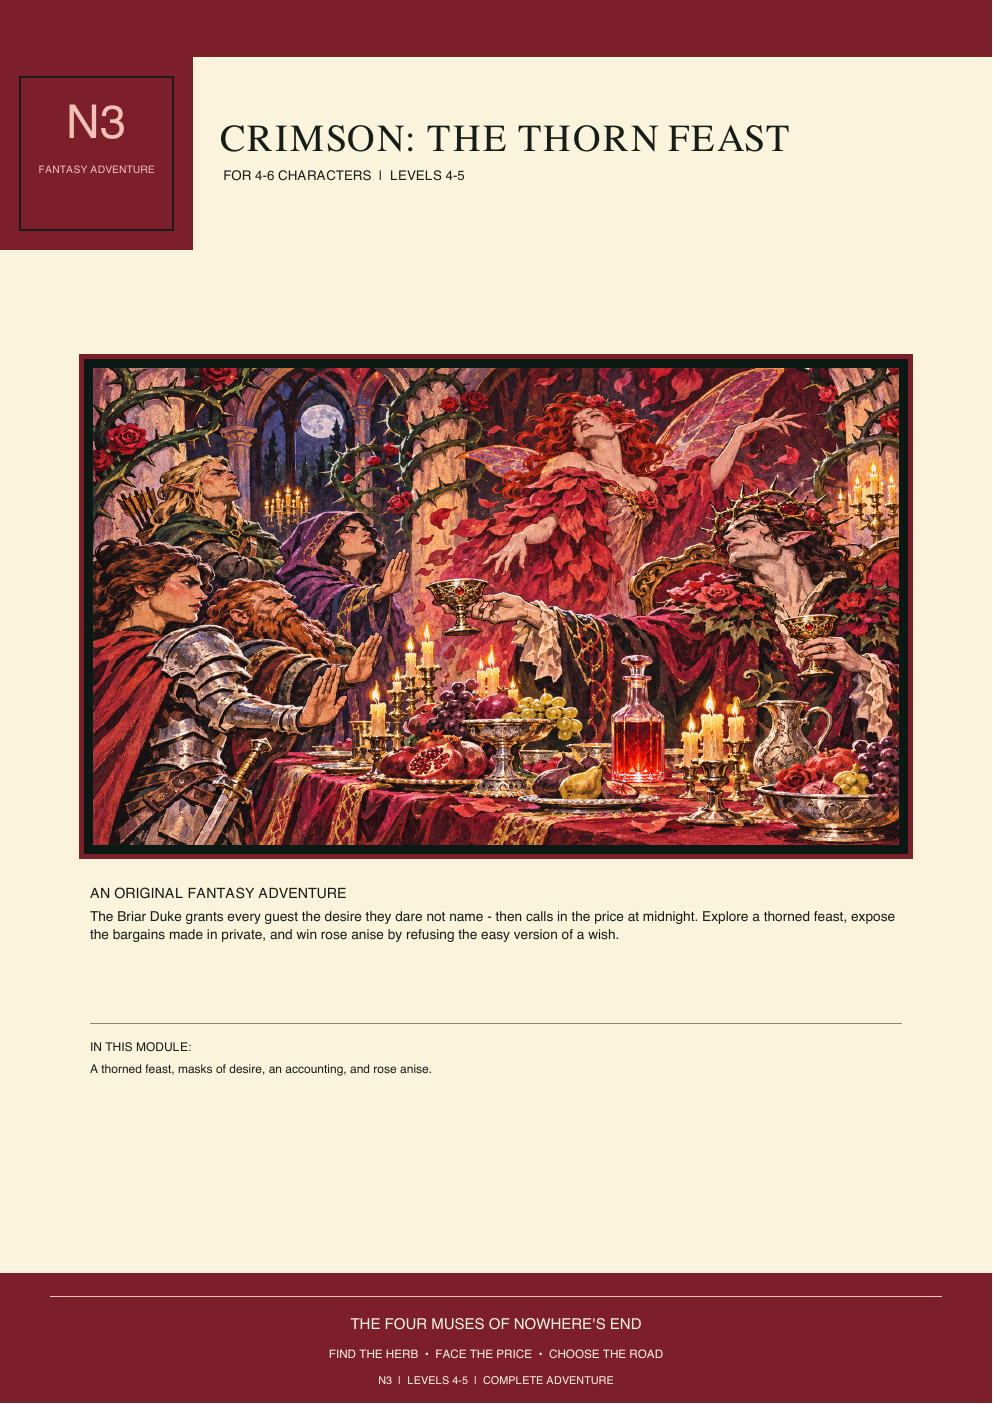 N3
FANTASY ADVENTURE
CRIMSON: THE THORN FEAST
FOR 4-6 CHARACTERS | LEVELS 4-5
AN ORIGINAL FANTASY ADVENTURE
The Briar Duke grants every guest the desire they dare not name - then calls in the price at midnight. Explore a thorned feast, expose
the bargains made in private, and win rose anise by refusing the easy version of a wish.
IN THIS MODULE:
A thorned feast, masks of desire, an accounting, and rose anise.
THE FOUR MUSES OF NOWHERE'S END
FIND THE HERB • FACE THE PRICE • CHOOSE THE ROAD
N3 | LEVELS 4-5 | COMPLETE ADVENTURE